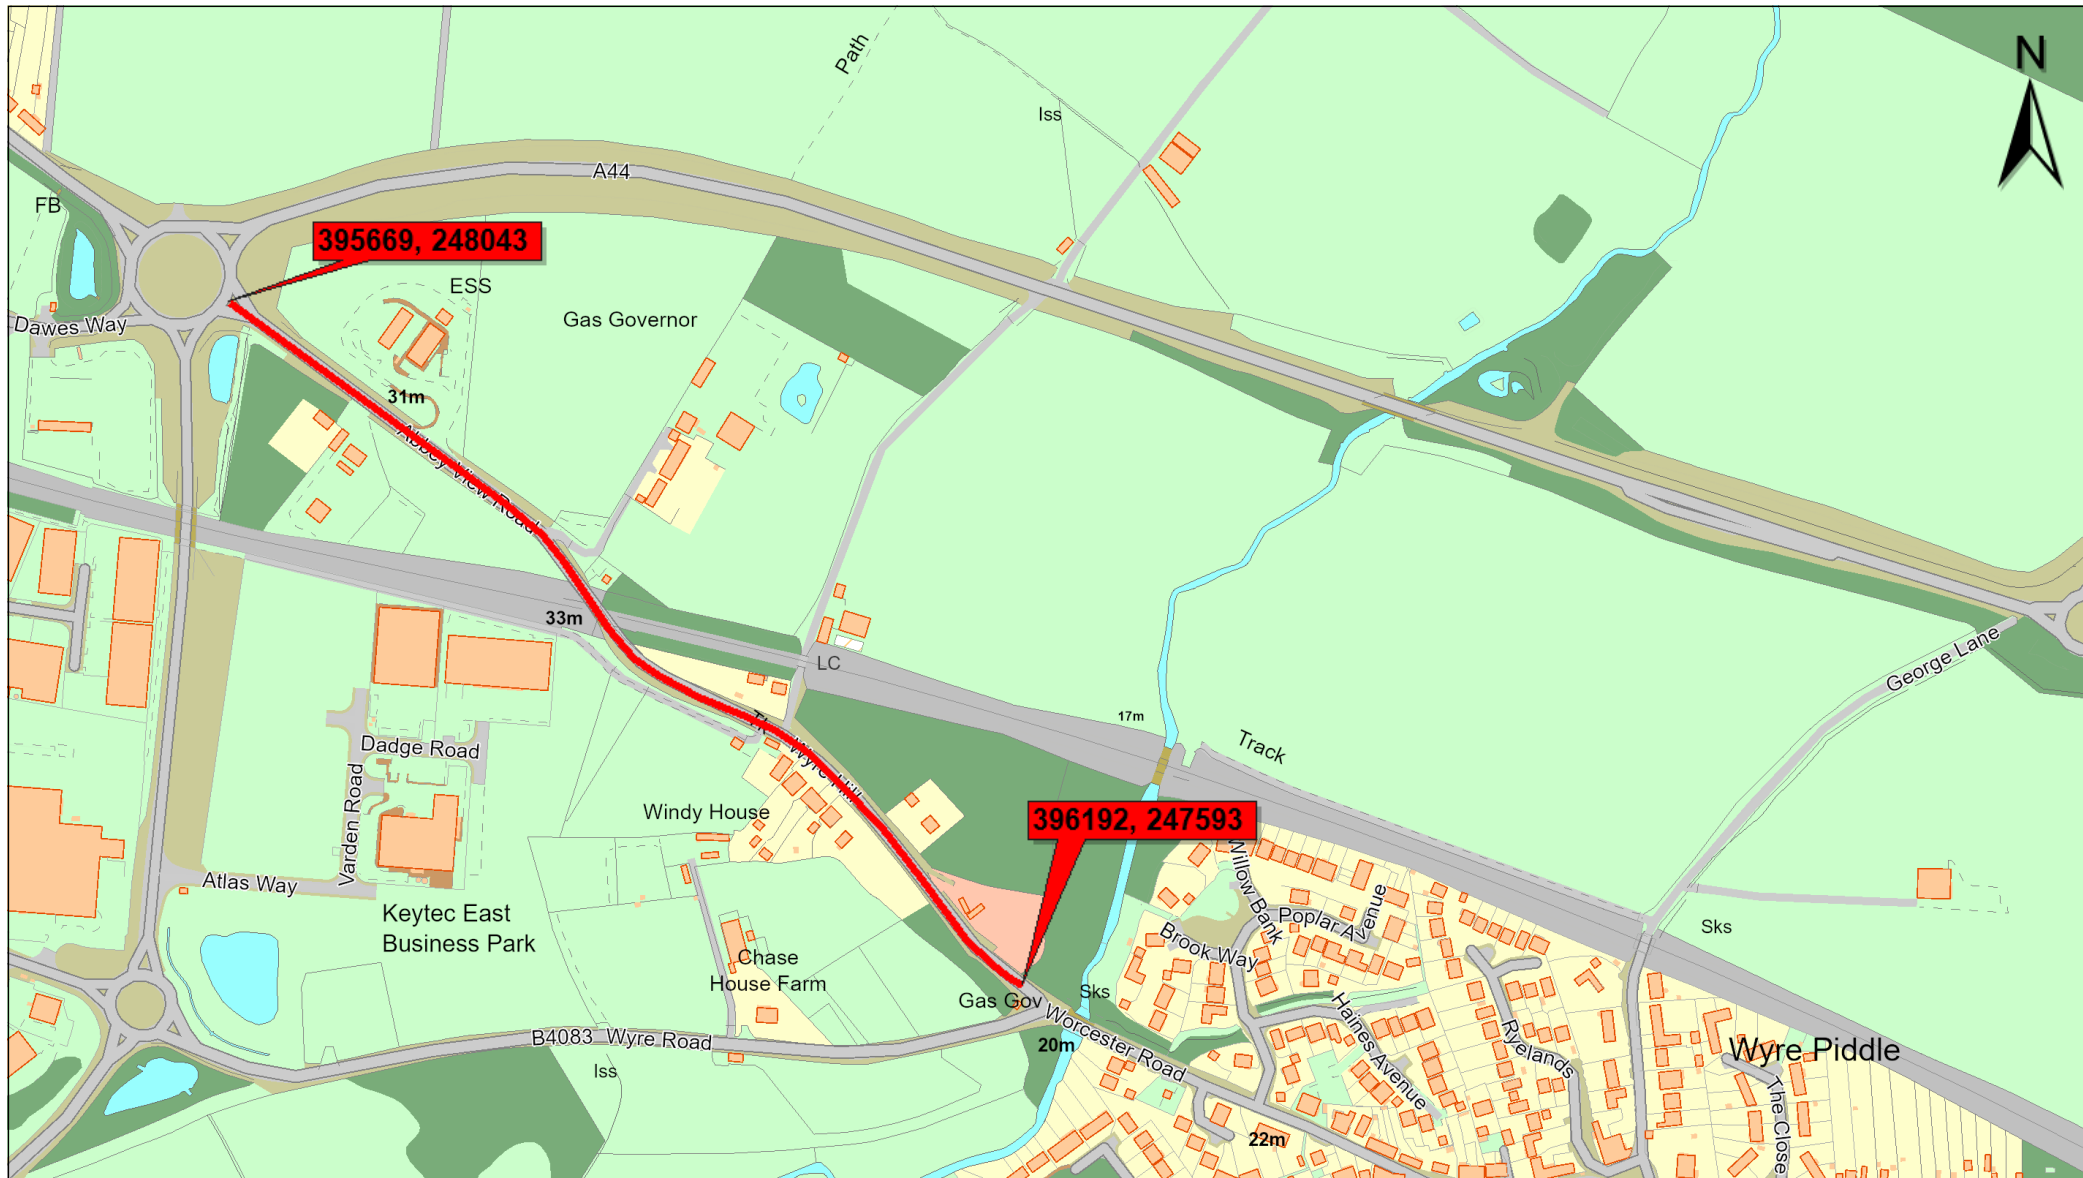 N
Path
Iss
A44
FB
395669, 248043
ESS
Gas Governor
Dawes Way
31m
Abbey View Road
33m
LC
George Lane
17m
Track
The Wyre Hill
Dadge Road
Varden Road
Windy House
396192, 247593
Willow Bank
Poplar Avenue
Atlas Way
Keytec East
Business Park
Brook Way
Sks
Chase
House Farm
Gas Gov
Sks
Worcester Road
Haines Avenue
Ryelands
B4083 Wyre Road
20m
Wyre Piddle
Iss
The Close
22m